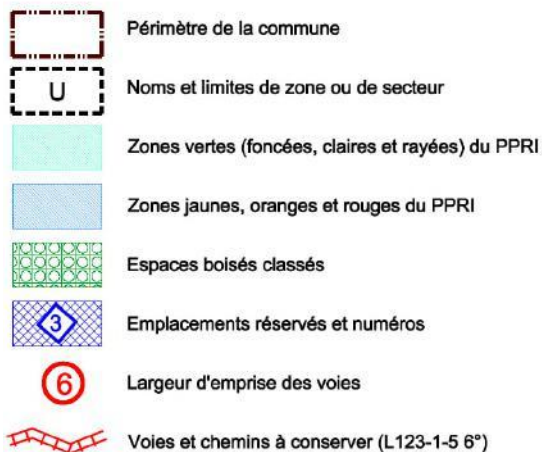 Périmètre de la commune
U
Noms et limites de zone ou de secteur
Zones vertes (foncées, claires et rayées) du PPRI
Zones jaunes, oranges et rouges du PPRI
Espaces boisés classés
3
Emplacements réservés et numéros
6
Largeur d'emprise des voies
Voies et chemins à conserver (L123-1-5 6°)